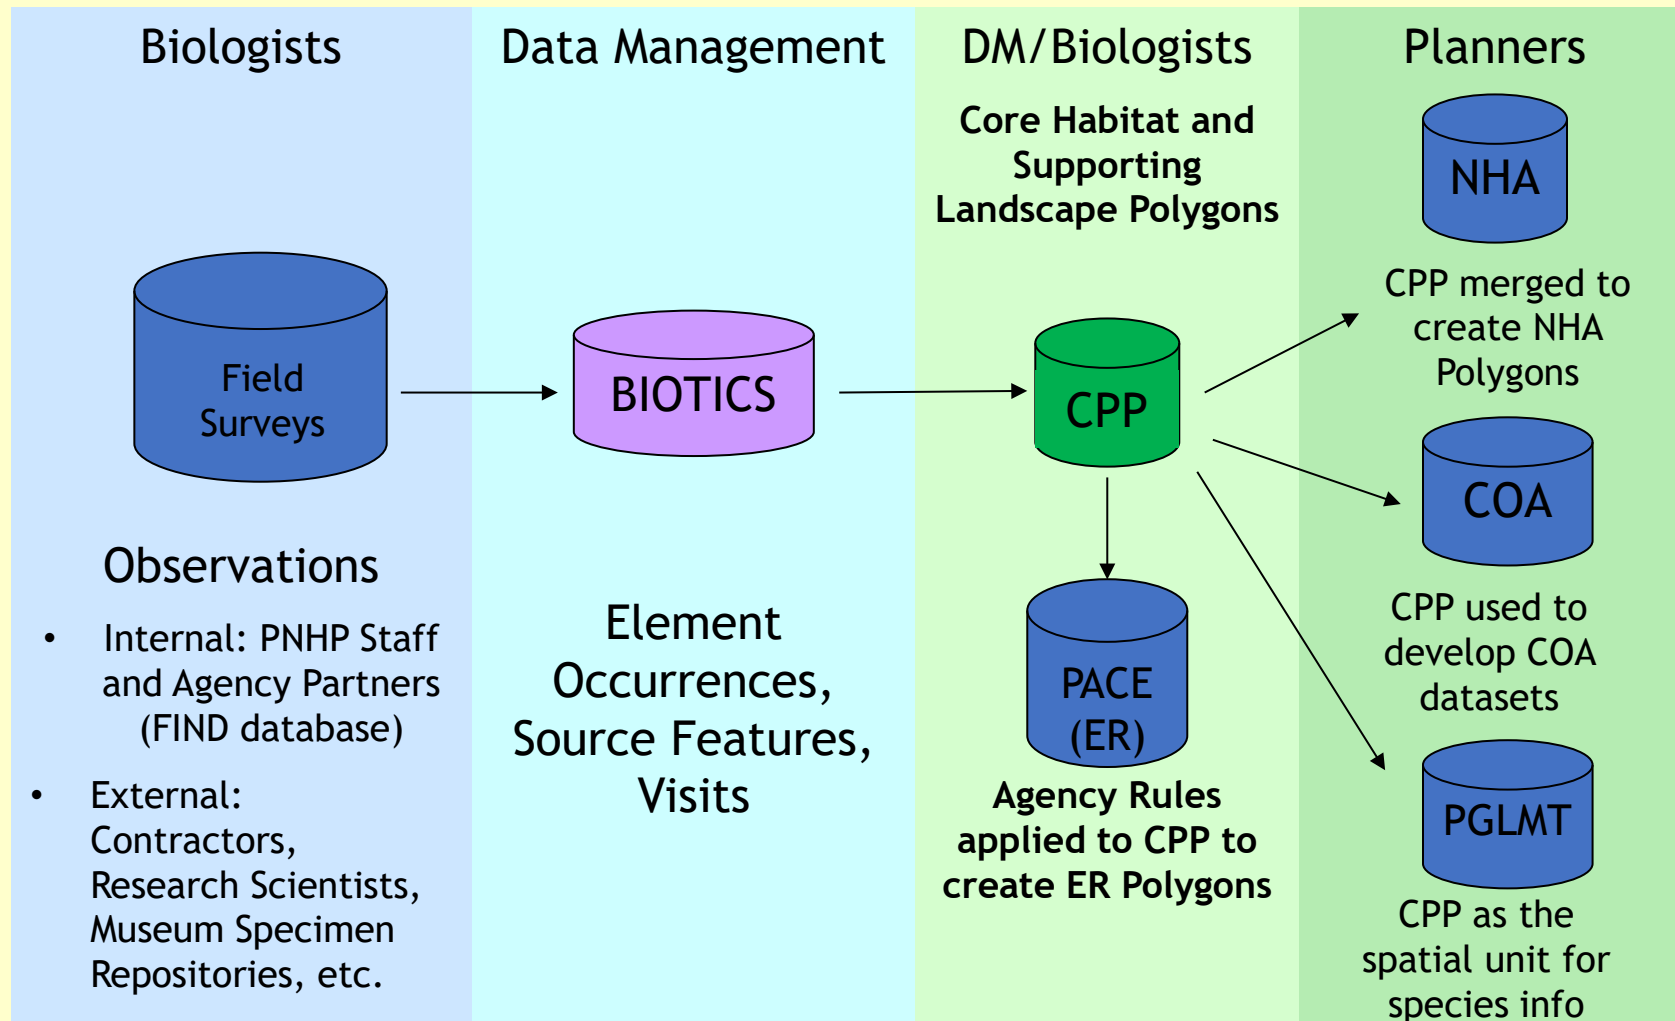 Biologists
Field
Surveys
Observations
• Internal: PNHP Staff
and Agency Partners
(FIND database)
• External:
Contractors,
Research Scientists,
Museum Specimen
Repositories, etc.
Data Management
BIOTICS
Element
Occurrences,
Source Features,
Visits
DM/Biologists
Core Habitat and
Supporting
Landscape Polygons
CPP
PACE
(ER)
Agency Rules
applied to CPP to
create ER Polygons
Planners
NHA
CPP merged to
create NHA
Polygons
COA
CPP used to
develop COA
datasets
PGLMT
CPP as the
spatial unit for
species info